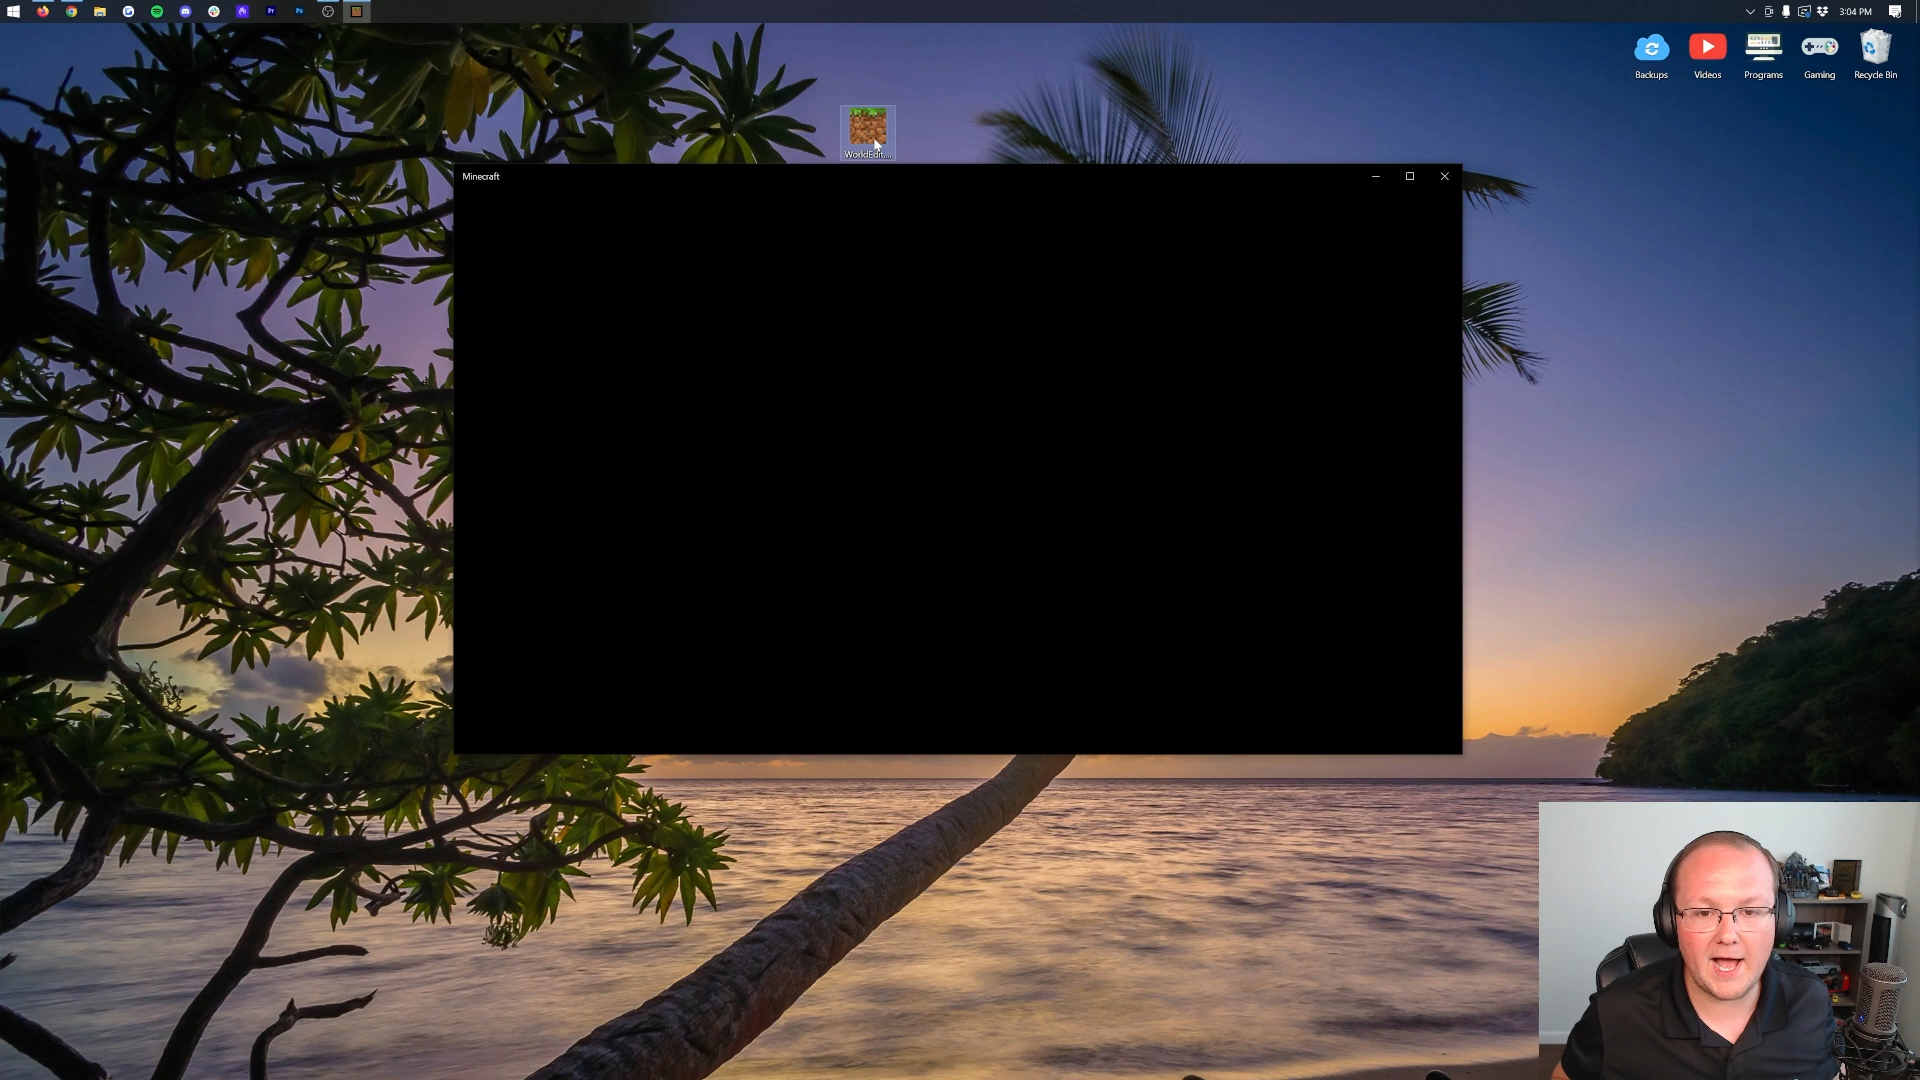 3:04 PM
Backups
Videos
Programs
Gaming
Recycle Bin
WorldEdit....
Minecraft